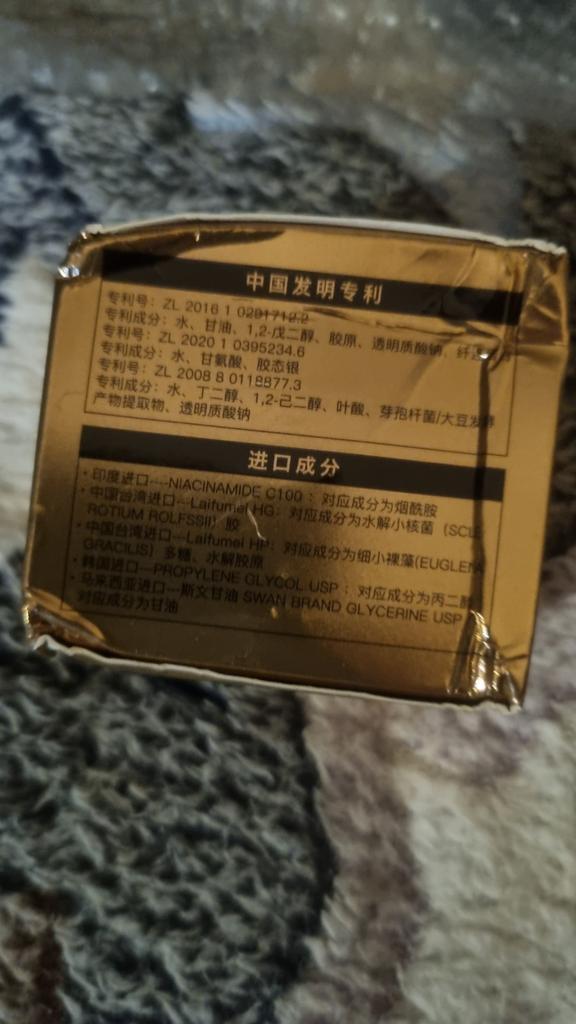 中国发明专利
专利号：ZL 2016 1 0291712.2
专利成分：水、甘油、1,2-戊二醇、胶原、透明质酸钠、
专利号：ZL 2020 1 0395234.6
专利成分：水、甘氨酸、胶态银
专利号：ZL 2008 8 0118877.3
专利成分：水、丁二醇、1,2-己二醇、叶酸、芽孢杆菌/大豆发酵
产物提取物、透明质酸钠
进口成分
·印度进口---NIACINAMIDE C100：对应成分为烟酰胺
·中国台湾进口---Laifumei HG：对应成分为水解小核菌（SCLE
ROTIUM ROLFSSII）胶
·中国台湾进口---Laifumei HP：对应成分为细小裸藻(EUGLENA
GRACILIS）多糖、水解胶原
·韩国进口---PROPYLENE GLYCOL USP：对应成分为丙二醇
·马来西亚进口---斯文甘油 SWAN BRAND GLYCERINE USP
对应成分为甘油